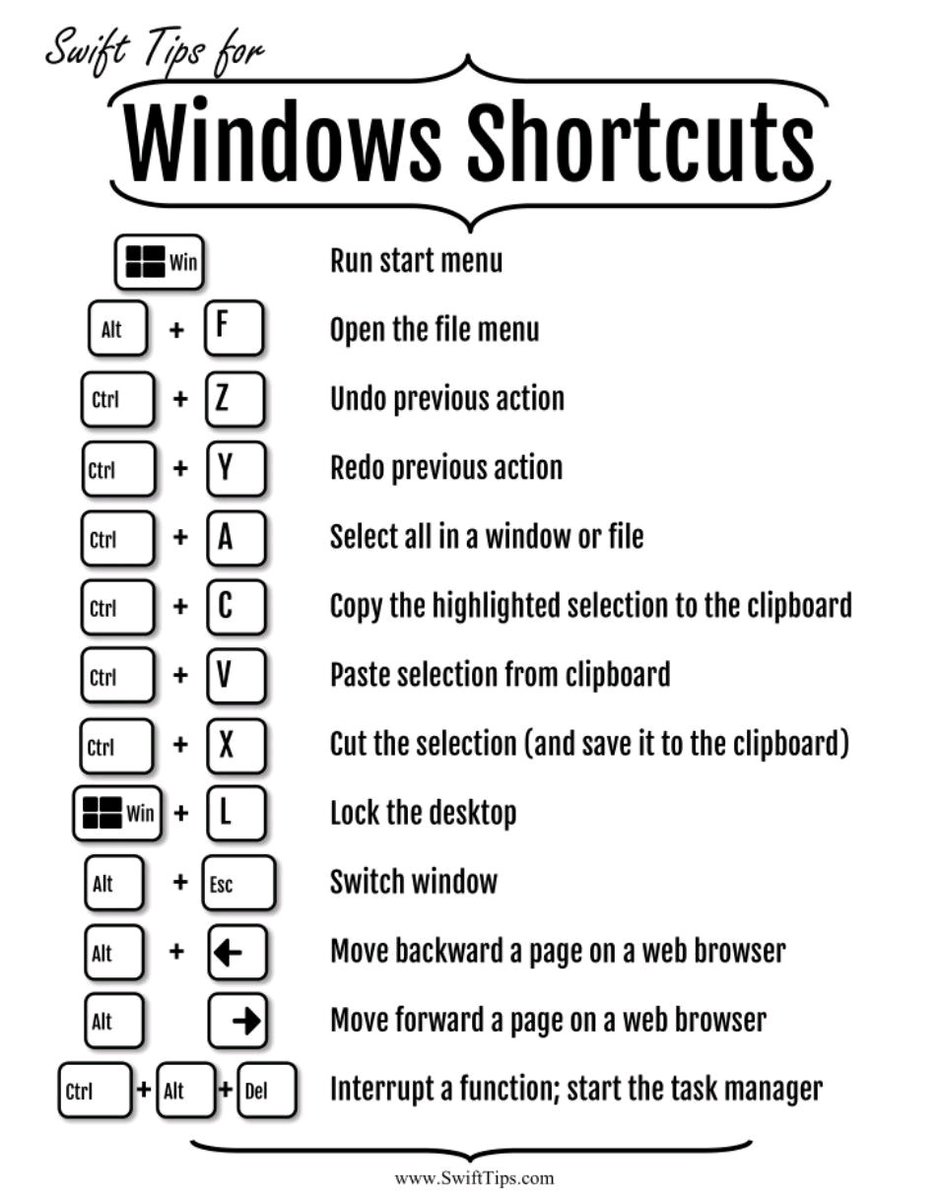 Swift Tips for
Windows Shortcuts
Win Run start menu
Alt + F Open the file menu
Ctrl + Z Undo previous action
Ctrl + Y Redo previous action
Ctrl + A Select all in a window or file
Ctrl + C Copy the highlighted selection to the clipboard
Ctrl + V Paste selection from clipboard
Ctrl + X Cut the selection (and save it to the clipboard)
Win + L Lock the desktop
Alt + Esc Switch window
Alt + ← Move backward a page on a web browser
Alt → Move forward a page on a web browser
Ctrl + Alt + Del Interrupt a function; start the task manager
www.SwiftTips.com